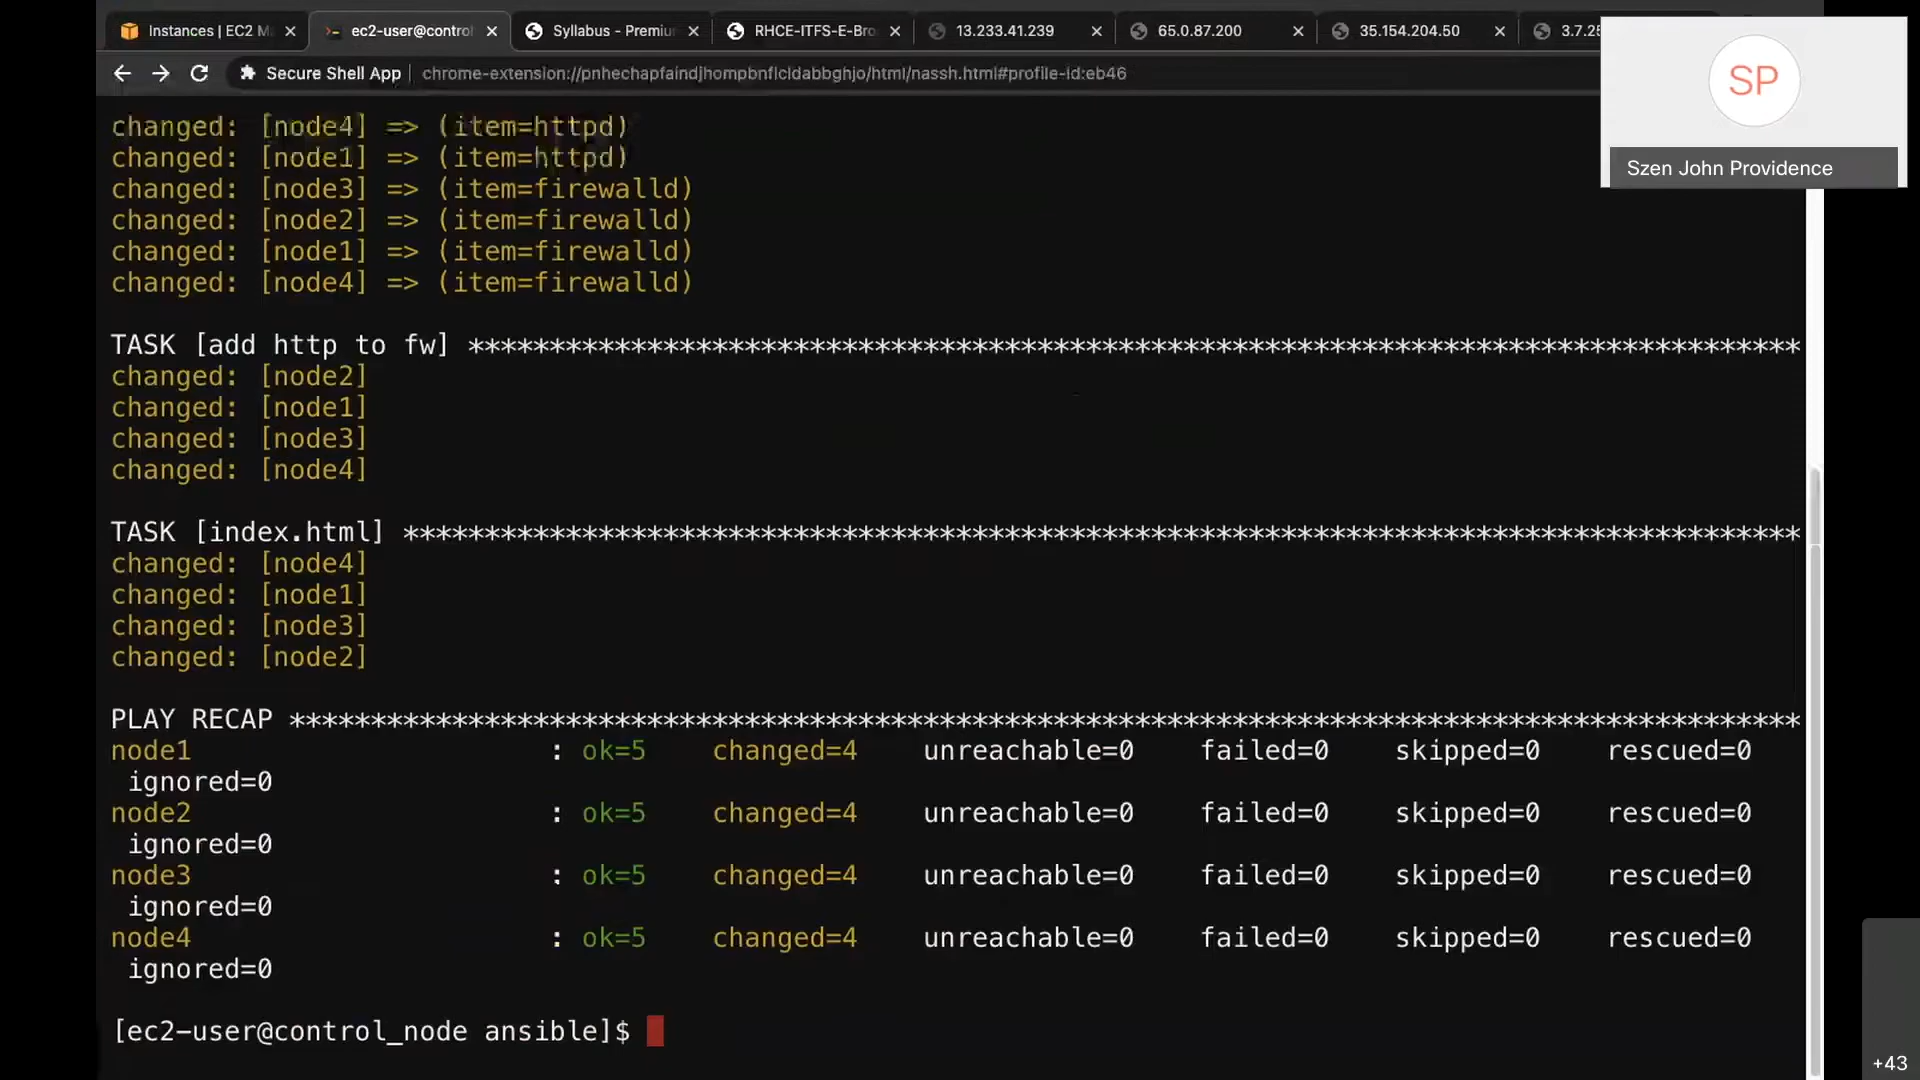 Instances | EC2 M
ec2-user@contro
Syllabus - Premiu
RHCE-ITFS-E-Bro
13.233.41.239
65.0.87.200
35.154.204.50
3.7.25
Secure Shell App
chrome-extension://pnhechapfaindjhompbnflcldabbghjo/html/nassh.html#profile-id:eb46
SP
Szen John Providence
changed: [node4] => (item=httpd)
changed: [node1] => (item=httpd)
changed: [node3] => (item=firewalld)
changed: [node2] => (item=firewalld)
changed: [node1] => (item=firewalld)
changed: [node4] => (item=firewalld)
TASK [add http to fw] **********************************************************************************
changed: [node2]
changed: [node1]
changed: [node3]
changed: [node4]
TASK [index.html] **************************************************************************************
changed: [node4]
changed: [node1]
changed: [node3]
changed: [node2]
PLAY RECAP *********************************************************************************************
node1 : ok=5 changed=4 unreachable=0 failed=0 skipped=0 rescued=0
ignored=0
node2 : ok=5 changed=4 unreachable=0 failed=0 skipped=0 rescued=0
ignored=0
node3 : ok=5 changed=4 unreachable=0 failed=0 skipped=0 rescued=0
ignored=0
node4 : ok=5 changed=4 unreachable=0 failed=0 skipped=0 rescued=0
ignored=0
[ec2-user@control_node ansible]$
+43